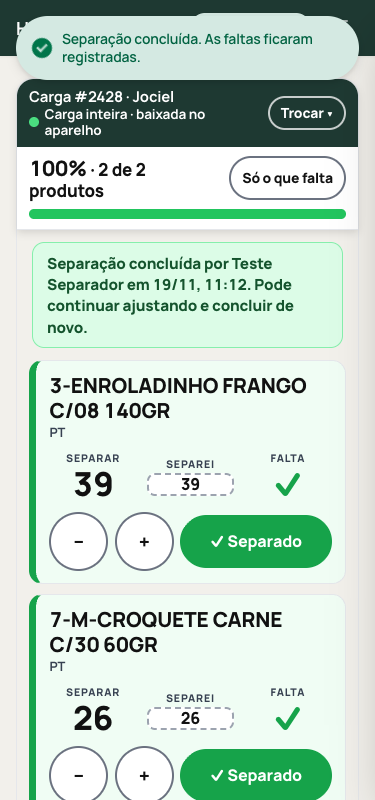 Separação concluída. As faltas ficaram
registradas.
Carga #2428 · Jociel
Carga inteira · baixada no
aparelho
Trocar ▾
100% · 2 de 2
produtos
Só o que falta
Separação concluída por Teste
Separador em 19/11, 11:12. Pode
continuar ajustando e concluir de
novo.
3-ENROLADINHO FRANGO
C/08 140GR
PT
SEPARAR
SEPAREI
FALTA
39
39
✓
−
+
✓ Separado
7-M-CROQUETE CARNE
C/30 60GR
PT
SEPARAR
SEPAREI
FALTA
26
26
✓
−
+
✓ Separado